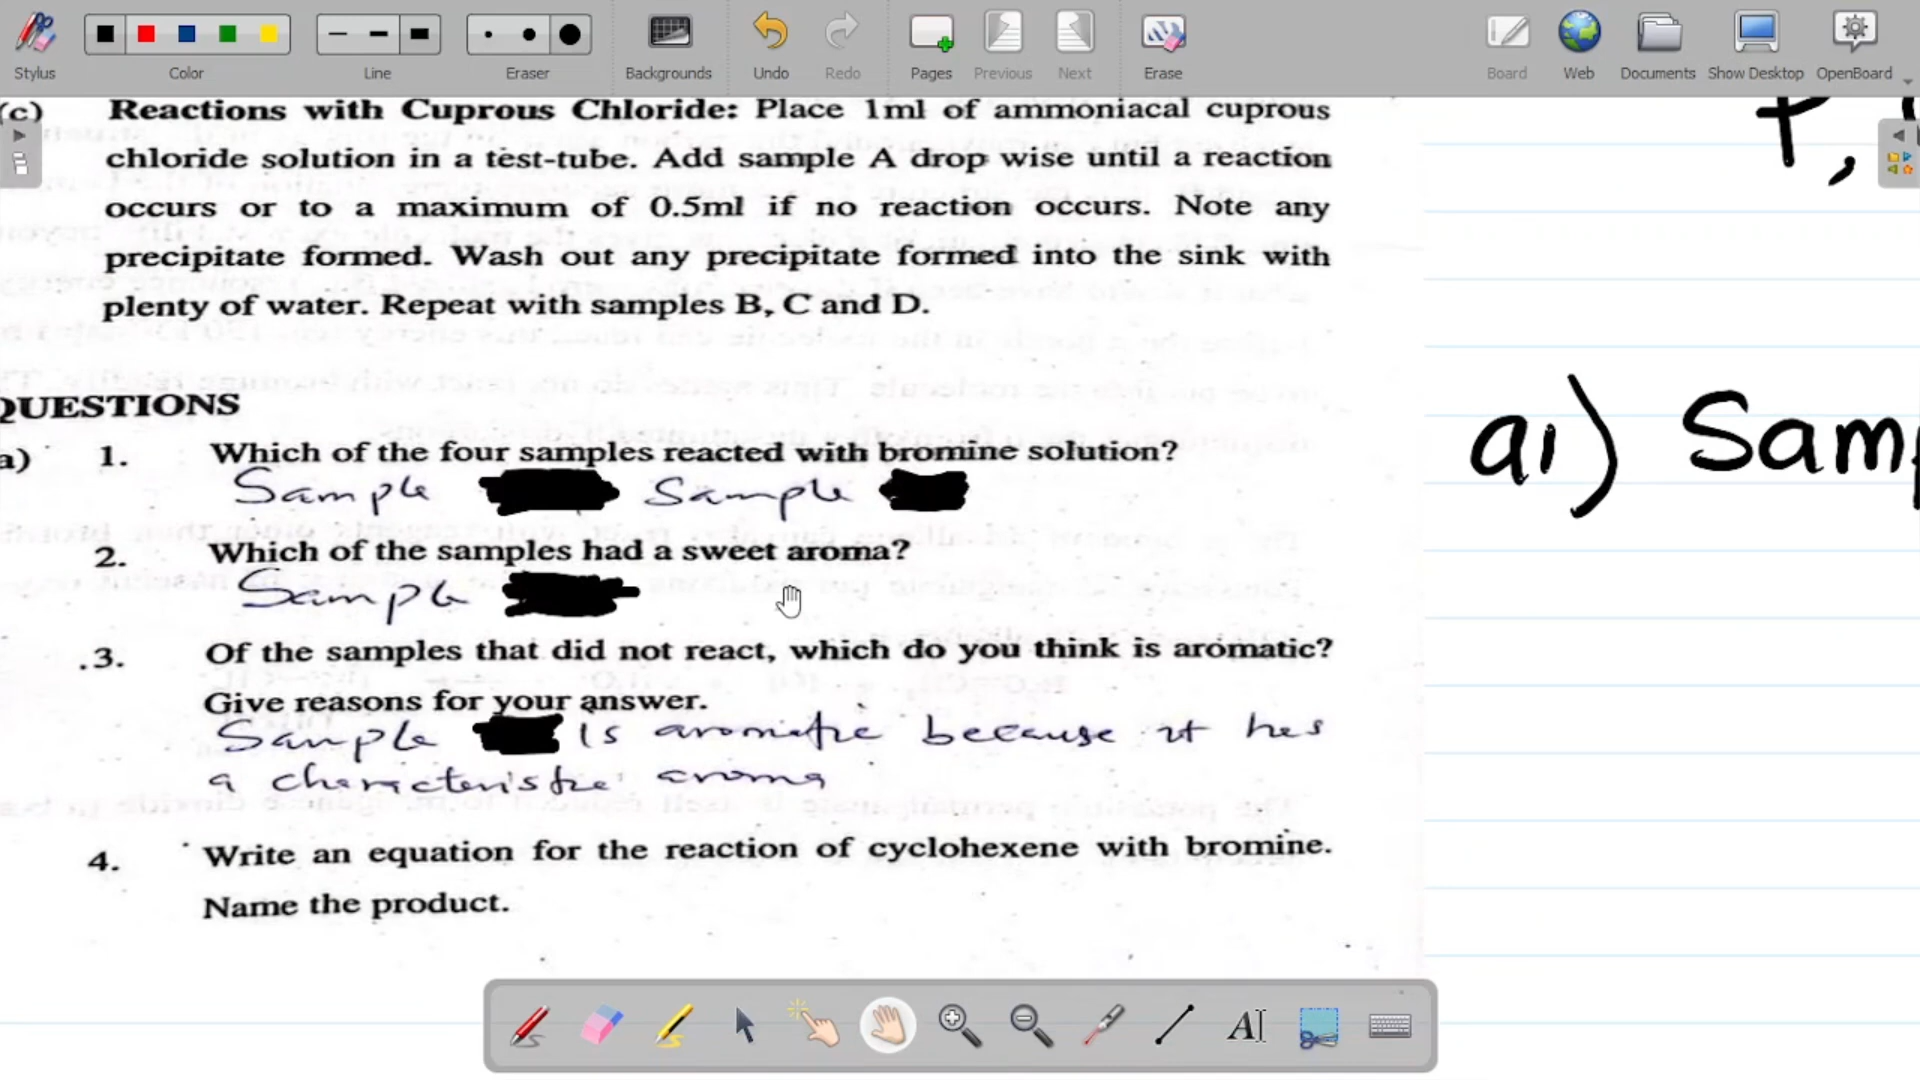 Stylus Color Line Eraser Backgrounds Undo Redo Pages Previous Next Erase Board Web Documents Show Desktop OpenBoard
(c) Reactions with Cuprous Chloride: Place 1ml of ammoniacal cuprous
chloride solution in a test-tube. Add sample A drop wise until a reaction
occurs or to a maximum of 0.5ml if no reaction occurs. Note any
precipitate formed. Wash out any precipitate formed into the sink with
plenty of water. Repeat with samples B, C and D.
QUESTIONS
a) 1. Which of the four samples reacted with bromine solution?
Sample Sample
2. Which of the samples had a sweet aroma?
Sample
.3. Of the samples that did not react, which do you think is aromatic?
Give reasons for your answer.
Sample is aromatic because it has
a characteristic aroma
4. Write an equation for the reaction of cyclohexene with bromine.
Name the product.
P,
a1) Samp
AI